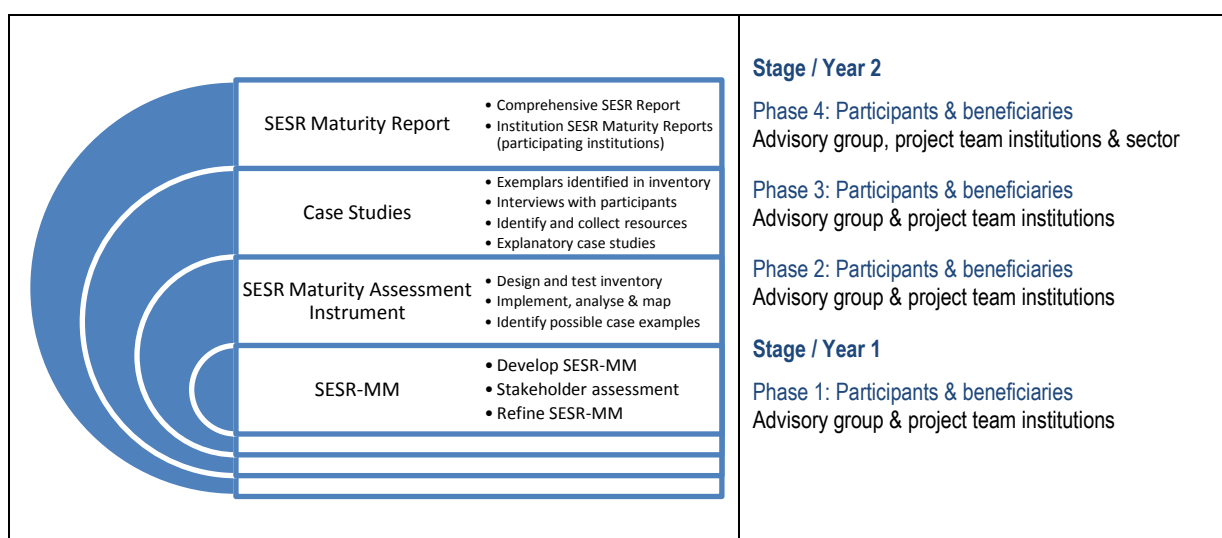 SESR Maturity Report
• Comprehensive SESR Report
• Institution SESR Maturity Reports
(participating institutions)
Case Studies
• Exemplars identified in inventory
• Interviews with participants
• Identify and collect resources
• Explanatory case studies
SESR Maturity Assessment
Instrument
• Design and test inventory
• Implement, analyse & map
• Identify possible case examples
SESR-MM
• Develop SESR-MM
• Stakeholder assessment
• Refine SESR-MM
Stage / Year 2
Phase 4: Participants & beneficiaries
Advisory group, project team institutions & sector
Phase 3: Participants & beneficiaries
Advisory group & project team institutions
Phase 2: Participants & beneficiaries
Advisory group & project team institutions
Stage / Year 1
Phase 1: Participants & beneficiaries
Advisory group & project team institutions